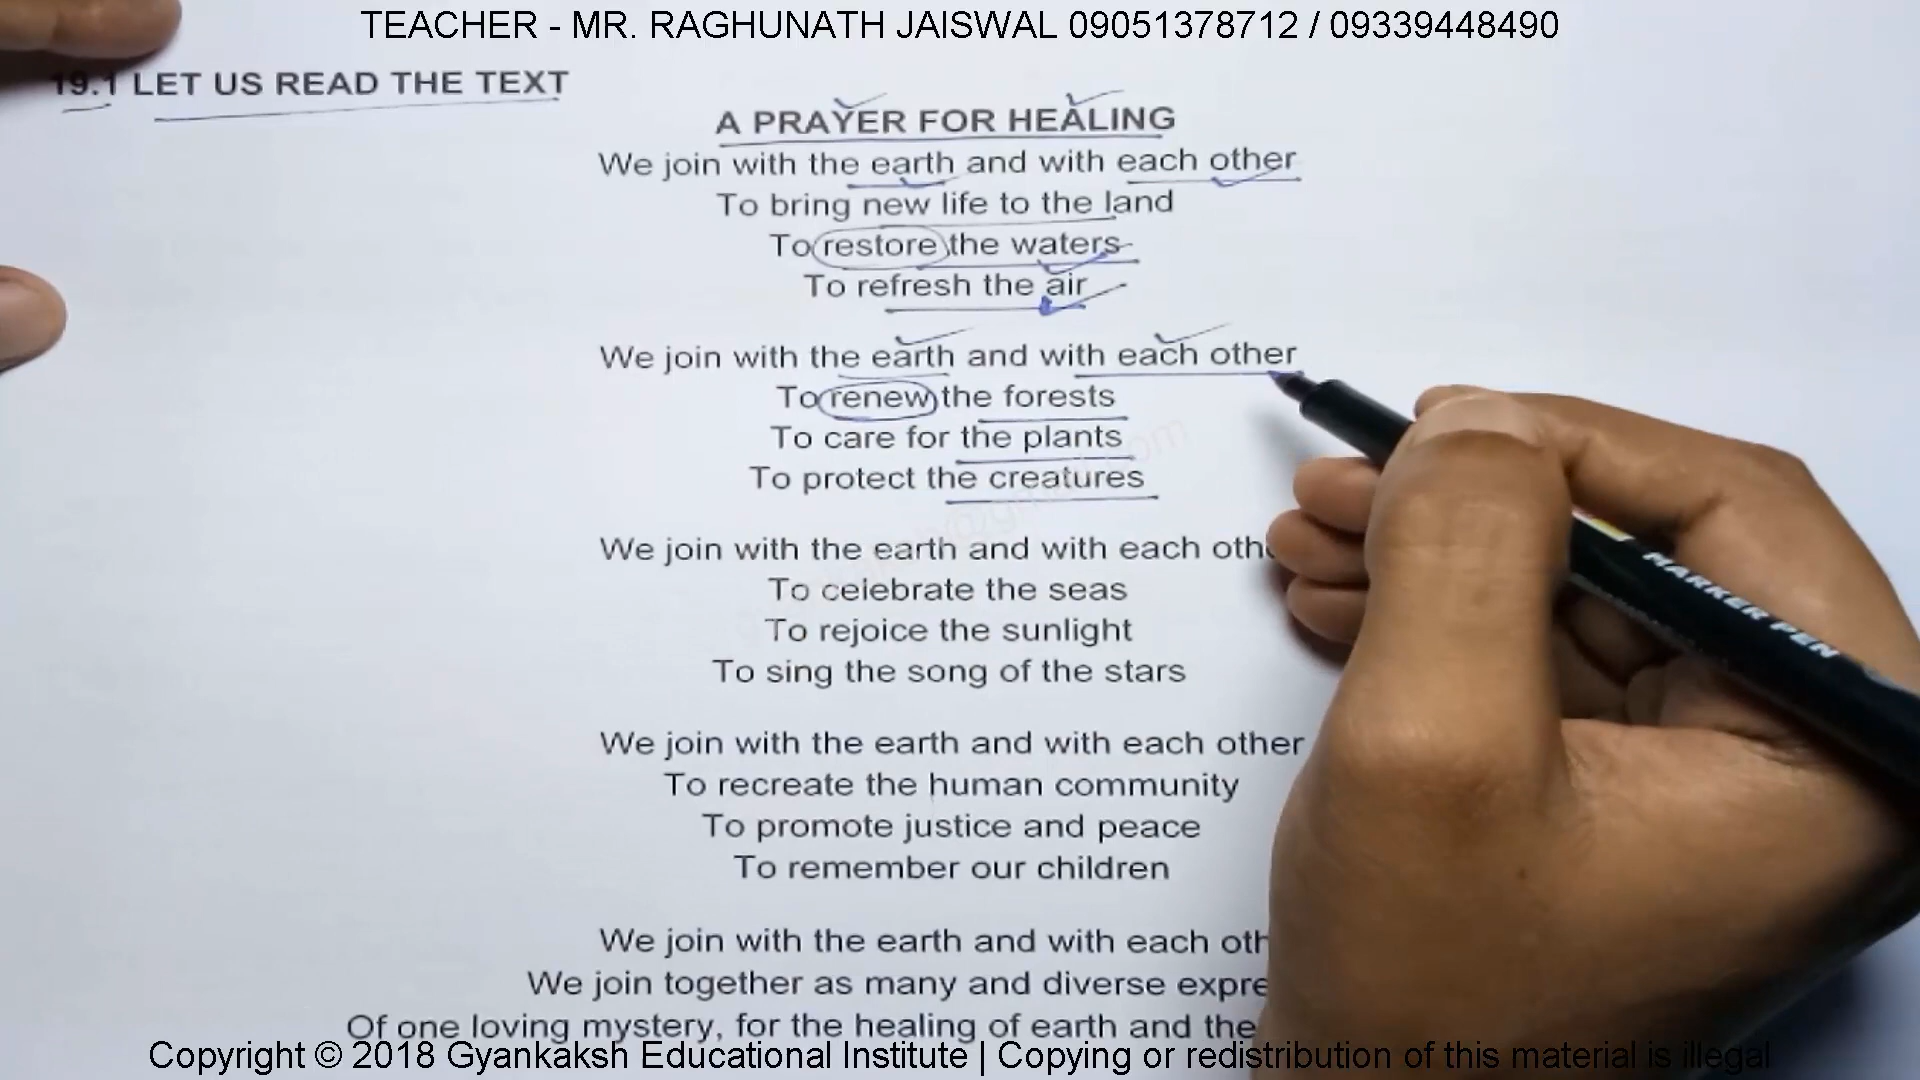 TEACHER - MR. RAGHUNATH JAISWAL 09051378712 / 09339448490
19.1 LET US READ THE TEXT
A PRAYER FOR HEALING
We join with the earth and with each other
To bring new life to the land
To restore the waters
To refresh the air
We join with the earth and with each other
To renew the forests
To care for the plants
To protect the creatures
We join with the earth and with each
To celebrate the seas
To rejoice the sunlight
To sing the song of the stars
We join with the earth and with each other
To recreate the human community
To promote justice and peace
To remember our children
We join with the earth and with each
We join together as many and diverse
Of one loving mystery, for the healing of earth and the
Copyright © 2018 Gyankaksh Educational Institute | Copying or redistribution of this material is illegal
MARKER PEN